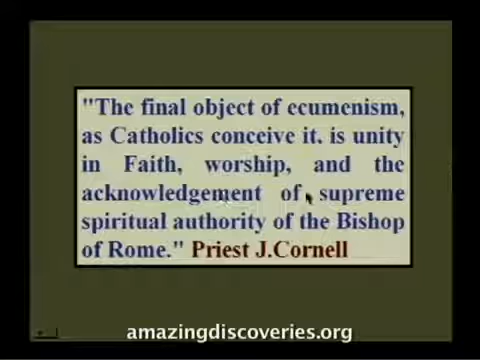 "The final object of ecumenism,
as Catholics conceive it. is unity
in Faith, worship, and the
acknowledgement of supreme
spiritual authority of the Bishop
of Rome." Priest J.Cornell
amazingdiscoveries.org